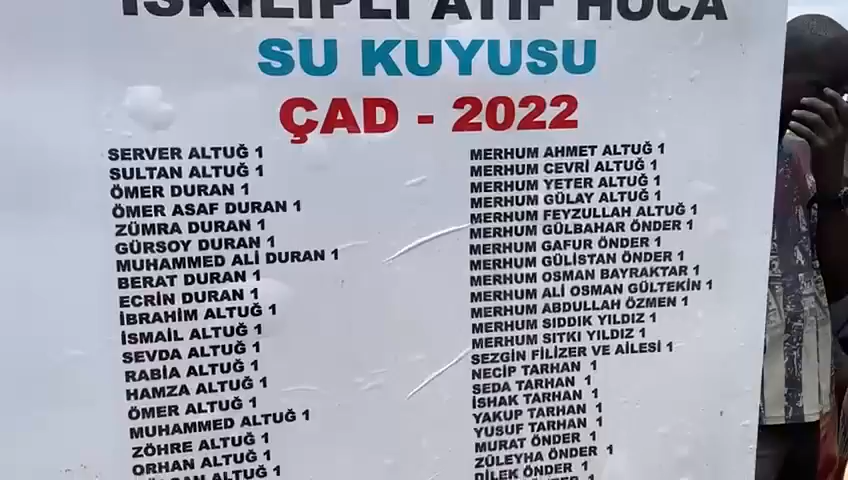 İSKİLİPLİ ATIF HOCA
SU KUYUSU
ÇAD - 2022
SERVER ALTUĞ 1
SULTAN ALTUĞ 1
ÖMER DURAN 1
ÖMER ASAF DURAN 1
ZÜMRA DURAN 1
GÜRSOY DURAN 1
MUHAMMED ALİ DURAN 1
BERAT DURAN 1
ECRİN DURAN 1
İBRAHİM ALTUĞ 1
İSMAİL ALTUĞ 1
SEVDA ALTUĞ 1
RABİA ALTUĞ 1
HAMZA ALTUĞ 1
ÖMER ALTUĞ 1
MUHAMMED ALTUĞ 1
ZÖHRE ALTUĞ 1
ORHAN ALTUĞ 1
ALTUĞ 1
MERHUM AHMET ALTUĞ 1
MERHUM CEVRİ ALTUĞ 1
MERHUM YETER ALTUĞ 1
MERHUM GÜLAY ALTUĞ 1
MERHUM FEYZULLAH ALTUĞ 1
MERHUM GÜLBAHAR ÖNDER 1
MERHUM GAFUR ÖNDER 1
MERHUM GÜLİSTAN ÖNDER 1
MERHUM OSMAN BAYRAKTAR 1
MERHUM ALİ OSMAN GÜLTEKİN 1
MERHUM ABDULLAH ÖZMEN 1
MERHUM SIDDIK YILDIZ 1
MERHUM SITKI YILDIZ 1
SEZGİN FİLİZER VE AİLESİ 1
NECİP TARHAN 1
SEDA TARHAN 1
İSHAK TARHAN 1
YAKUP TARHAN 1
YUSUF TARHAN 1
MURAT ÖNDER 1
ZÜLEYHA ÖNDER 1
DİLEK ÖNDER 1